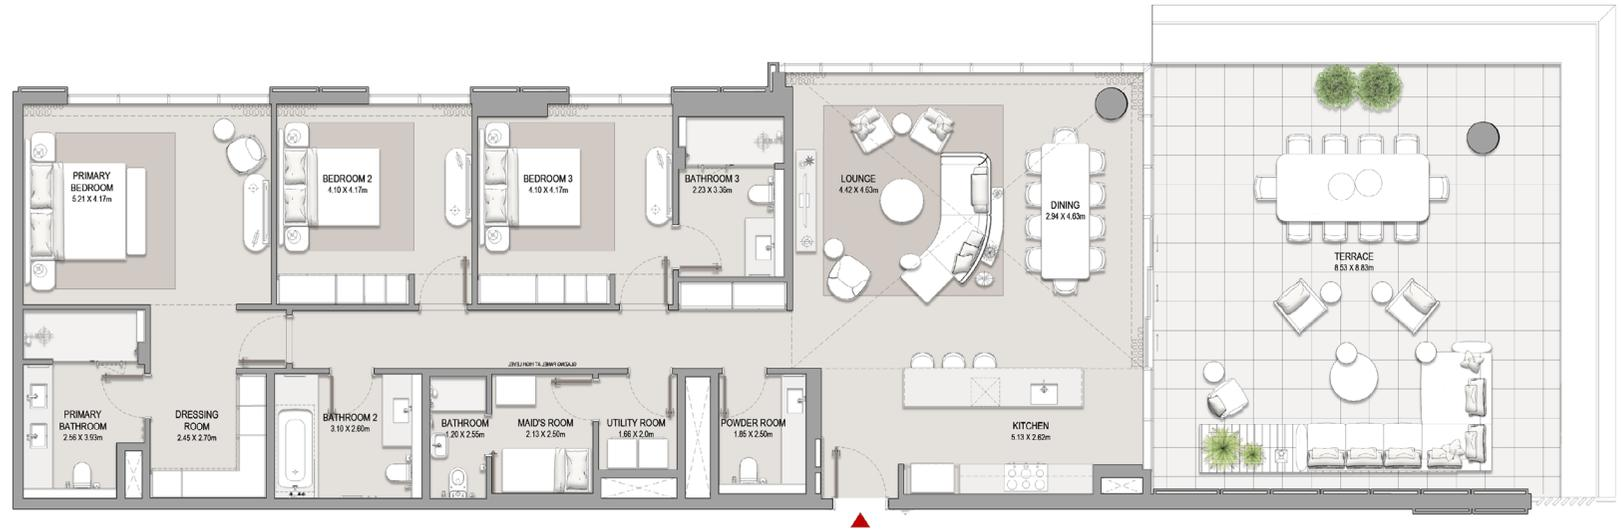 PRIMARY
BEDROOM
5.21 X 4.17m
BEDROOM 2
4.10 X 4.17m
BEDROOM 3
4.10 X 4.17m
BATHROOM 3
2.23 X 3.36m
LOUNGE
4.42 X 4.63m
DINING
2.94 X 4.63m
TERRACE
8.53 X 8.83m
PRIMARY
BATHROOM
2.56 X 3.93m
DRESSING
ROOM
2.45 X 2.70m
BATHROOM 2
3.10 X 2.60m
BATHROOM
1.20 X 2.55m
MAID'S ROOM
2.13 X 2.50m
UTILITY ROOM
1.66 X 2.0m
POWDER ROOM
1.85 X 2.50m
KITCHEN
5.13 X 2.62m